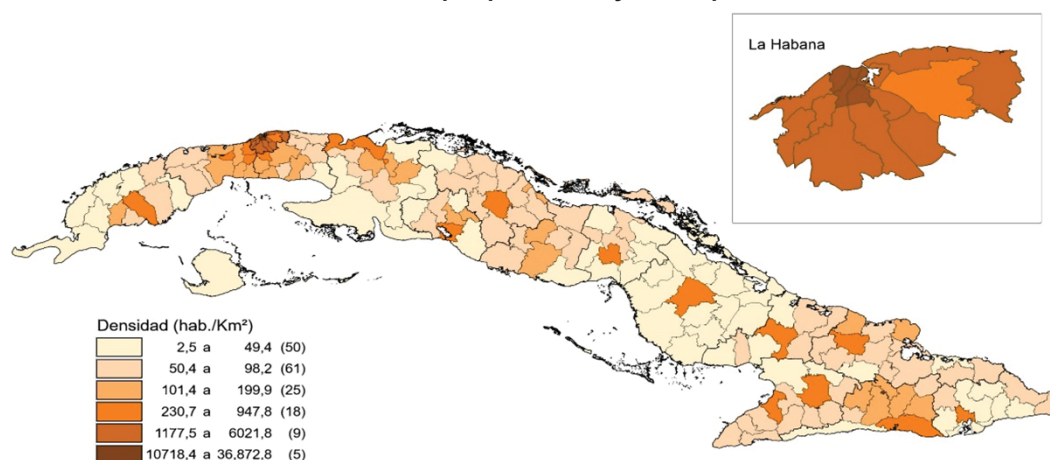 La Habana
Densidad (hab./Km²)
2,5 a 49,4 (50)
50,4 a 98,2 (61)
101,4 a 199,9 (25)
230,7 a 947,8 (18)
1177,5 a 6021,8 (9)
10718,4 a 36,872,8 (5)